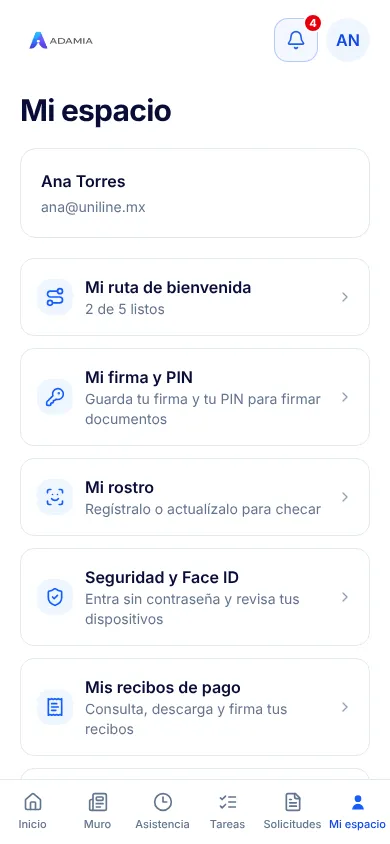 ADAMIA
4
AN
Mi espacio
Ana Torres
ana@uniline.mx
Mi ruta de bienvenida
2 de 5 listos
Mi firma y PIN
Guarda tu firma y tu PIN para firmar
documentos
Mi rostro
Regístralo o actualízalo para checar
Seguridad y Face ID
Entra sin contraseña y revisa tus
dispositivos
Mis recibos de pago
Consulta, descarga y firma tus
recibos
Inicio
Muro
Asistencia
Tareas
Solicitudes
Mi espacio